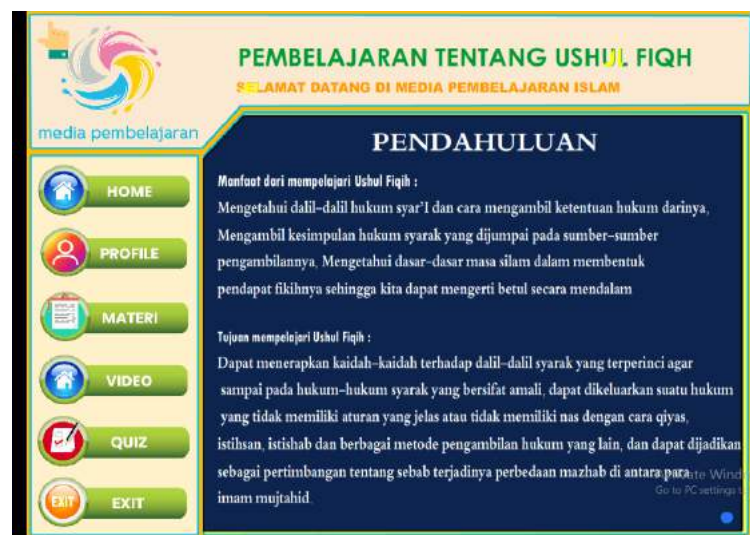 PEMBELAJARAN TENTANG USHUL FIQH
SELAMAT DATANG DI MEDIA PEMBELAJARAN ISLAM
media pembelajaran
HOME
PROFILE
MATERI
VIDEO
QUIZ
EXIT
EXIT
PENDAHULUAN
Manfaat dari mempelajari Ushul Fiqih :
Mengetahui dalil-dalil hukum syar'I dan cara mengambil ketentuan hukum darinya,
Mengambil kesimpulan hukum syarak yang dijumpai pada sumber-sumber
pengambilannya, Mengetahui dasar-dasar masa silam dalam membentuk
pendapat fikihnya sehingga kita dapat mengerti betul secara mendalam
Tujuan mempelajari Ushul Fiqih :
Dapat menerapkan kaidah-kaidah terhadap dalil-dalil syarak yang terperinci agar
sampai pada hukum-hukum syarak yang bersifat amali, dapat dikeluarkan suatu hukum
yang tidak memiliki aturan yang jelas atau tidak memiliki nas dengan cara qiyas,
istihsan, istishab dan berbagai metode pengambilan hukum yang lain, dan dapat dijadikan
sebagai pertimbangan tentang sebab terjadinya perbedaan mazhab di antara para
imam mujtahid.
Wind
Go to PC settings t